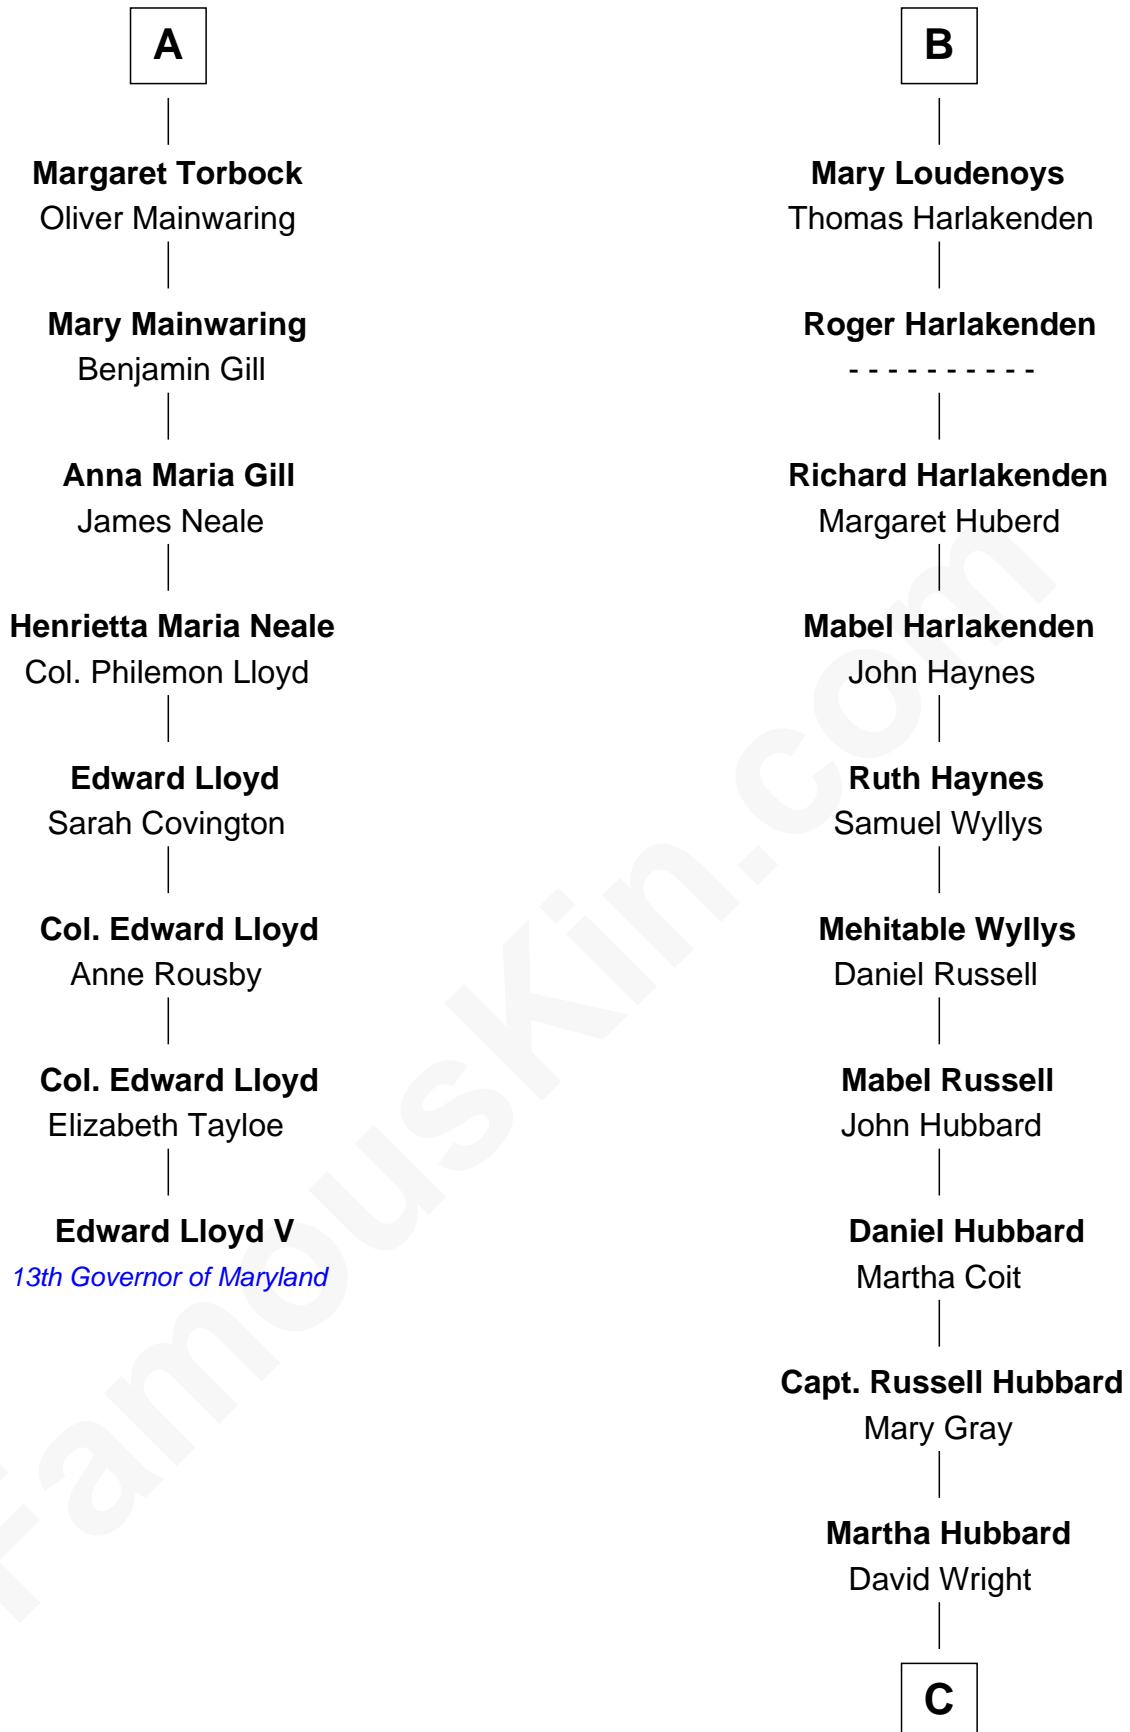 A
Margaret Torbock
Oliver Mainwaring
Mary Mainwaring
Benjamin Gill
Anna Maria Gill
James Neale
Henrietta Maria Neale
Col. Philemon Lloyd
Edward Lloyd
Sarah Covington
Col. Edward Lloyd
Anne Rousby
Col. Edward Lloyd
Elizabeth Tayloe
Edward Lloyd V
13th Governor of Maryland
B
Mary Loudenoys
Thomas Harlakenden
Roger Harlakenden
- - - - - - - - - -
Richard Harlakenden
Margaret Huberd
Mabel Harlakenden
John Haynes
Ruth Haynes
Samuel Wyllys
Mehitable Wyllys
Daniel Russell
Mabel Russell
John Hubbard
Daniel Hubbard
Martha Coit
Capt. Russell Hubbard
Mary Gray
Martha Hubbard
David Wright
C
FamousKin.com